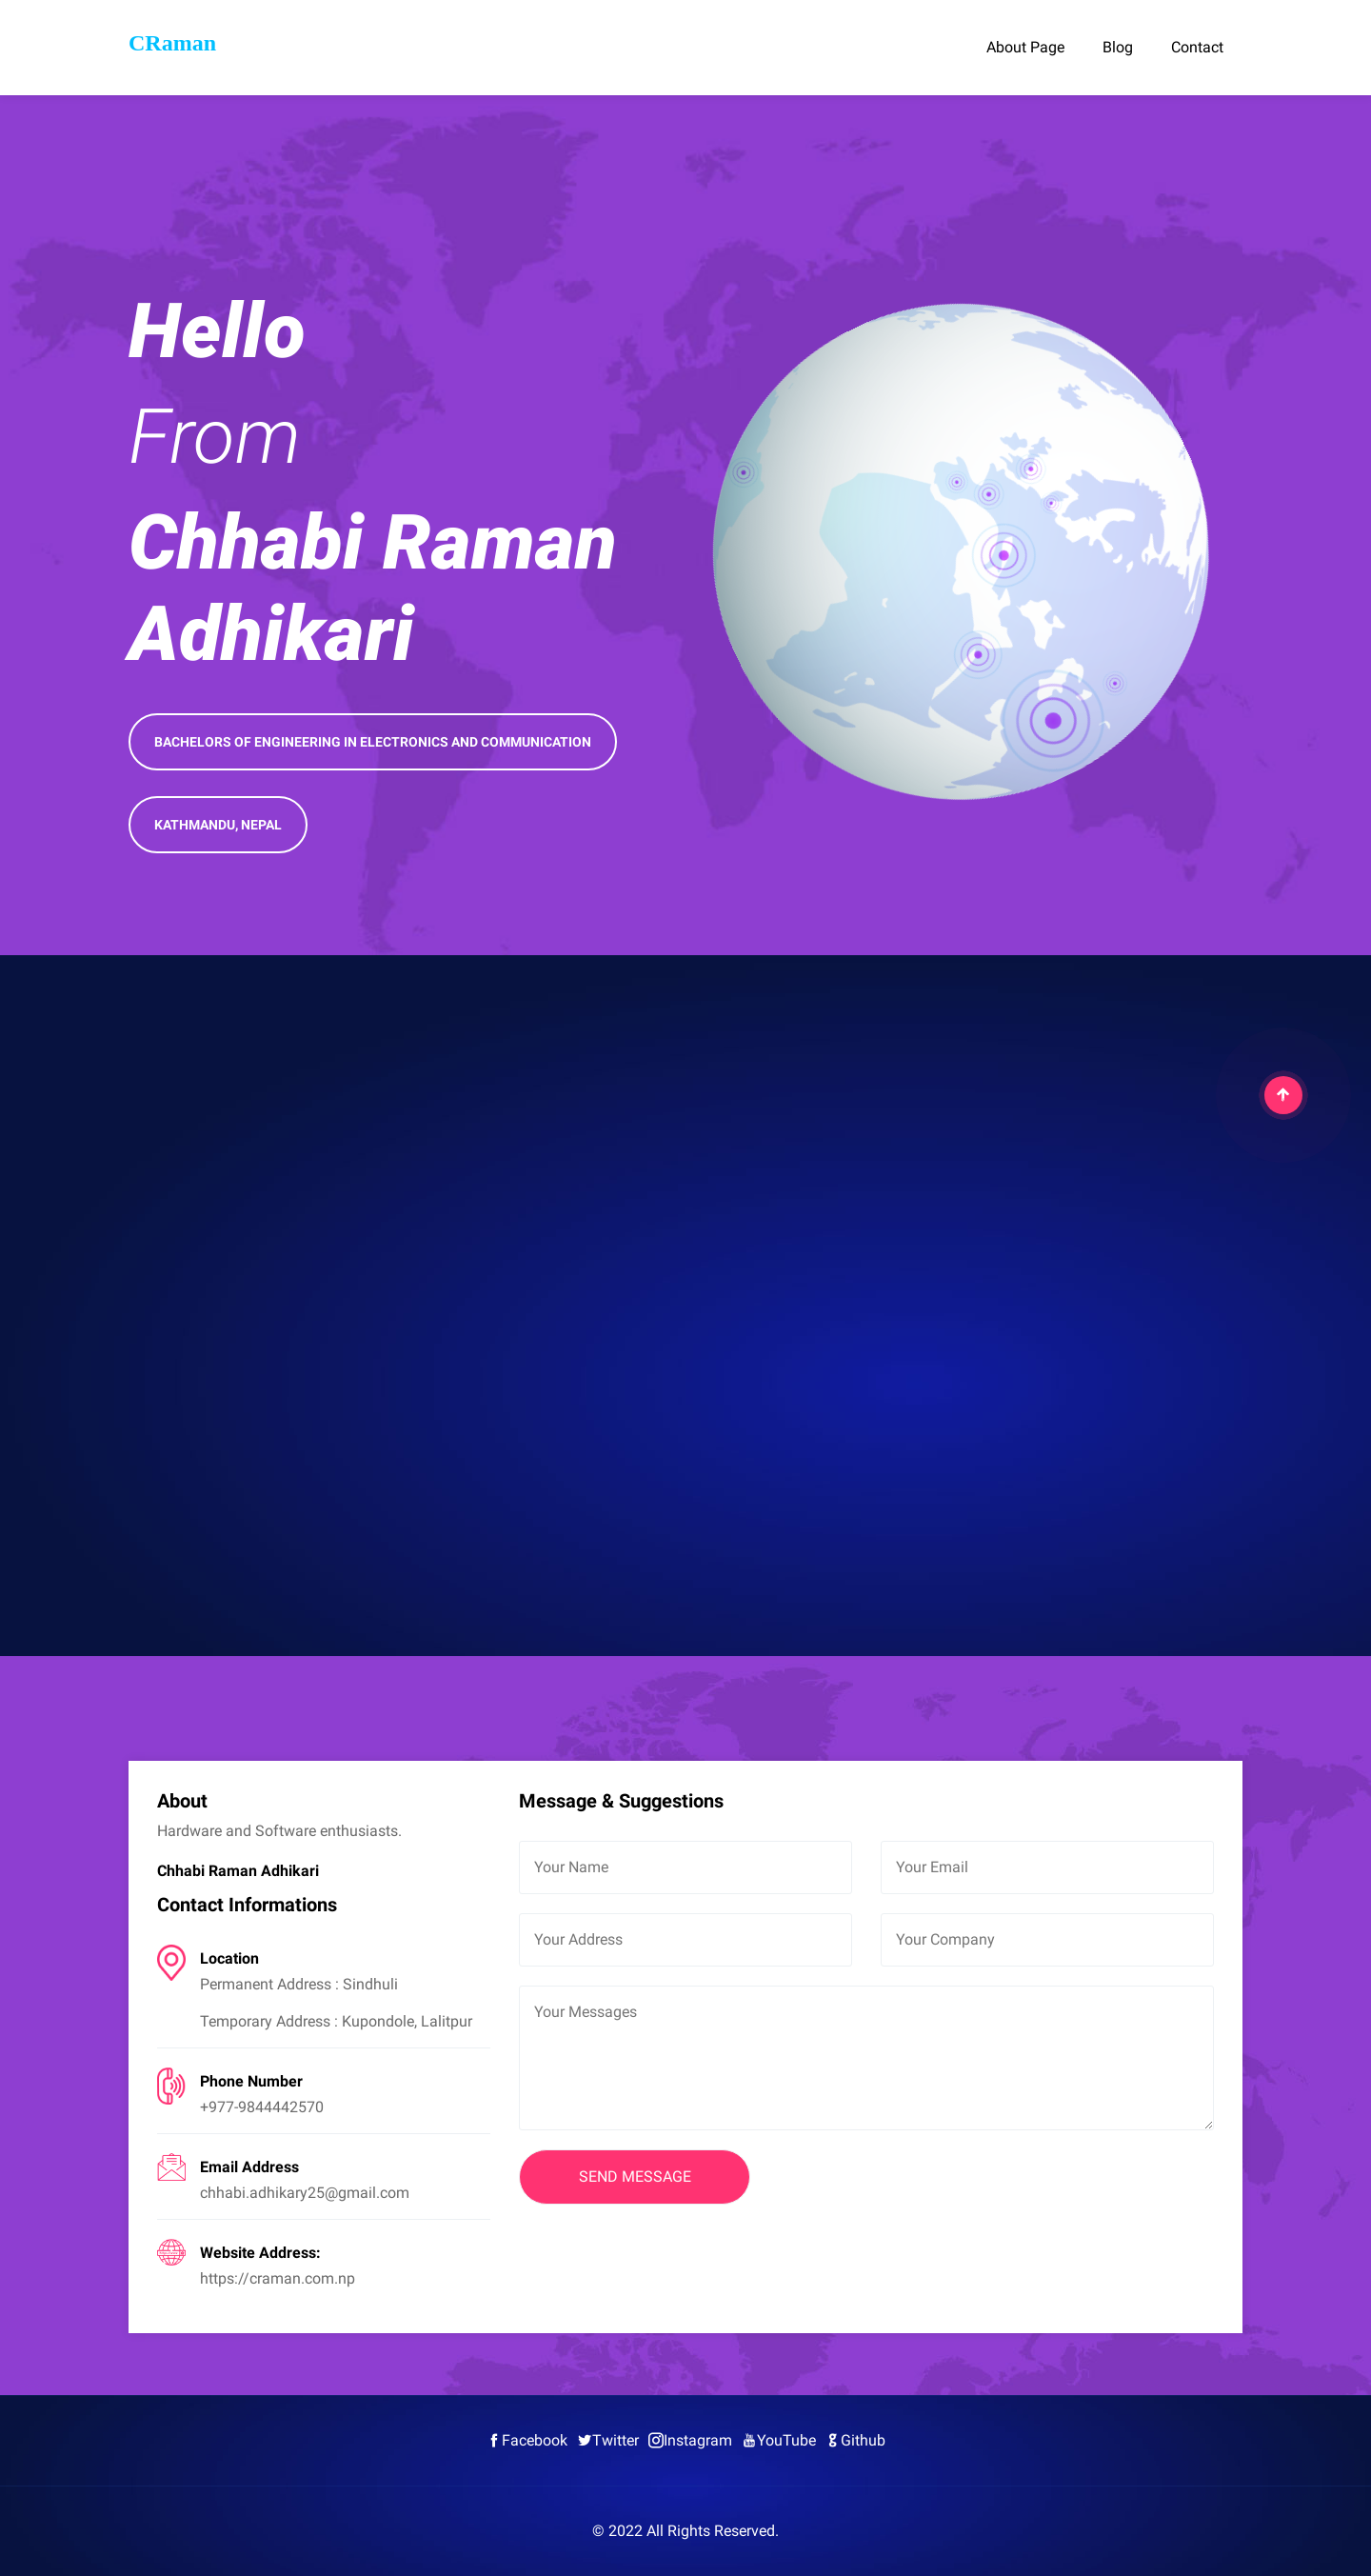 CRaman
About Page Blog Contact
Hello
From
Chhabi Raman
Adhikari
BACHELORS OF ENGINEERING IN ELECTRONICS AND COMMUNICATION
KATHMANDU, NEPAL
About
Hardware and Software enthusiasts.
Chhabi Raman Adhikari
Contact Informations
Location
Permanent Address : Sindhuli
Temporary Address : Kupondole, Lalitpur
Phone Number
+977-9844442570
Email Address
chhabi.adhikary25@gmail.com
Website Address:
https://craman.com.np
Message & Suggestions
Your Name
Your Email
Your Address
Your Company
Your Messages
SEND MESSAGE
Facebook Twitter Instagram YouTube Github
© 2022 All Rights Reserved.